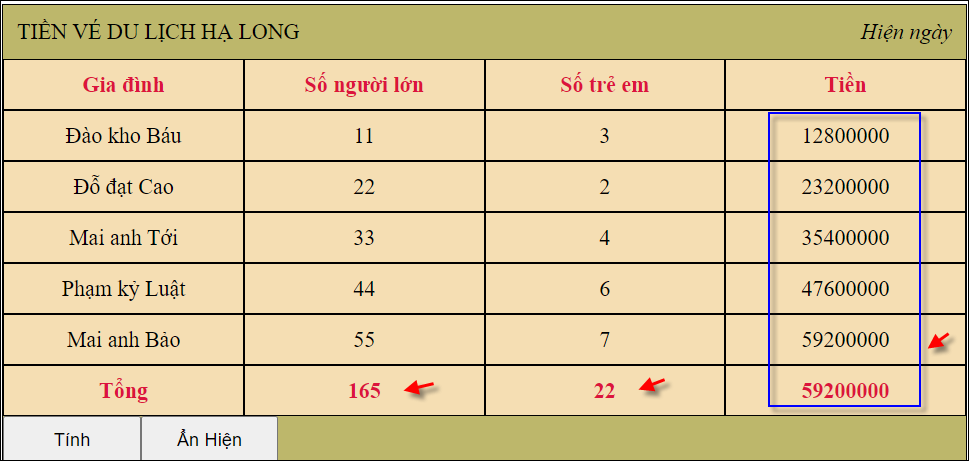 TIỀN VÉ DU LỊCH HẠ LONG Hiện ngày
Gia đình Số người lớn Số trẻ em Tiền
Đào kho Báu 11 3 12800000
Đỗ đạt Cao 22 2 23200000
Mai anh Tới 33 4 35400000
Phạm kỷ Luật 44 6 47600000
Mai anh Bảo 55 7 59200000
Tổng 165 22 59200000
Tính Ẩn Hiện